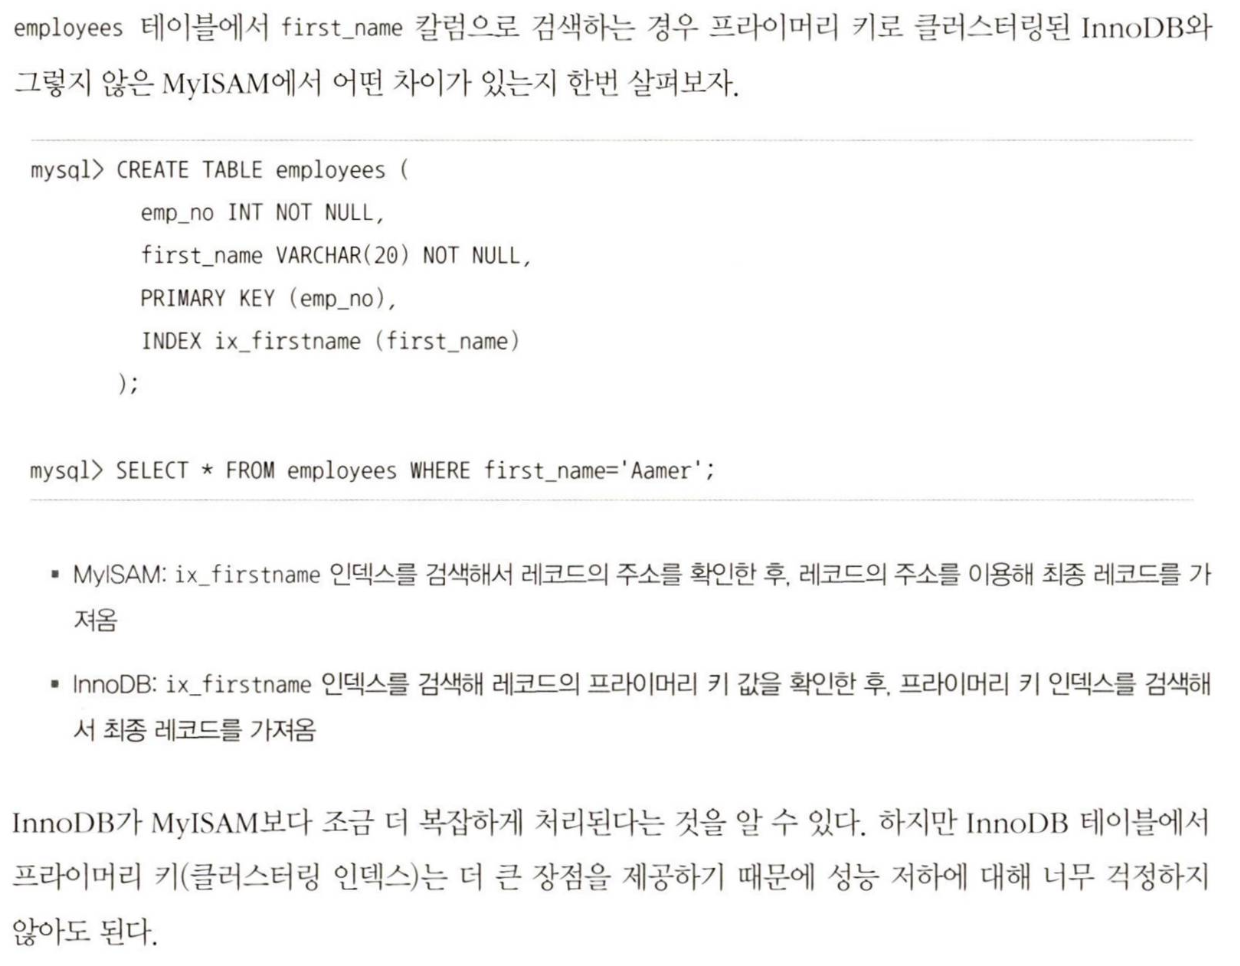 employees 테이블에서 first_name 칼럼으로 검색하는 경우 프라이머리 키로 클러스터링된 InnoDB와
그렇지 않은 MyISAM에서 어떤 차이가 있는지 한번 살펴보자.
mysql> CREATE TABLE employees (
emp_no INT NOT NULL,
first_name VARCHAR(20) NOT NULL,
PRIMARY KEY (emp_no),
INDEX ix_firstname (first_name)
);
mysql> SELECT * FROM employees WHERE first_name='Aamer';
▪ MyISAM: ix_firstname 인덱스를 검색해서 레코드의 주소를 확인한 후, 레코드의 주소를 이용해 최종 레코드를 가
져옴
▪ InnoDB: ix_firstname 인덱스를 검색해 레코드의 프라이머리 키 값을 확인한 후, 프라이머리 키 인덱스를 검색해
서 최종 레코드를 가져옴
InnoDB가 MyISAM보다 조금 더 복잡하게 처리된다는 것을 알 수 있다. 하지만 InnoDB 테이블에서
프라이머리 키(클러스터링 인덱스)는 더 큰 장점을 제공하기 때문에 성능 저하에 대해 너무 걱정하지
않아도 된다.